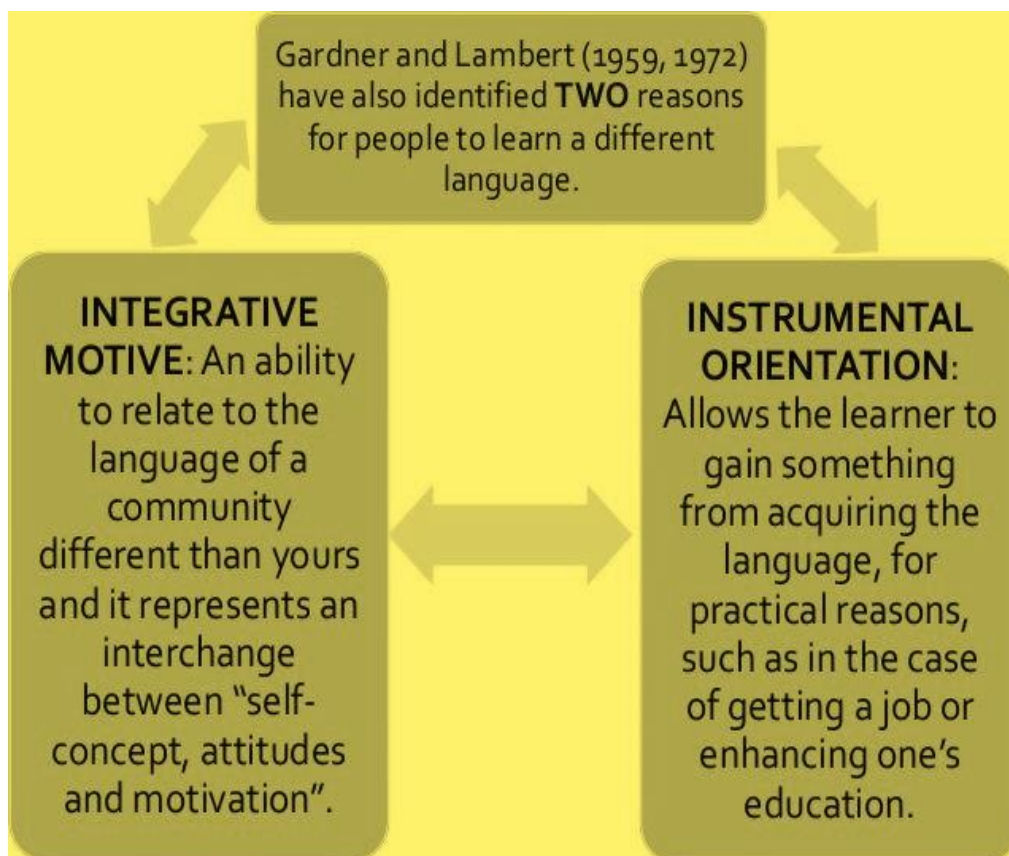 Gardner and Lambert (1959, 1972)
have also identified TWO reasons
for people to learn a different
language.
INTEGRATIVE
MOTIVE: An ability
to relate to the
language of a
community
different than yours
and it represents an
interchange
between “self-
concept, attitudes
and motivation”.
INSTRUMENTAL
ORIENTATION:
Allows the learner to
gain something
from acquiring the
language, for
practical reasons,
such as in the case
of getting a job or
enhancing one’s
education.